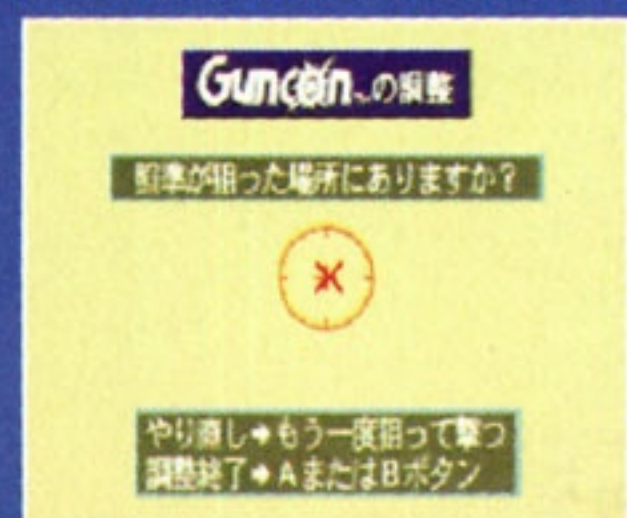 Guncon™の調整
照準が狙った場所にありますか？
やり直し➧もう一度狙って撃つ
調整終了➧AまたはBボタン